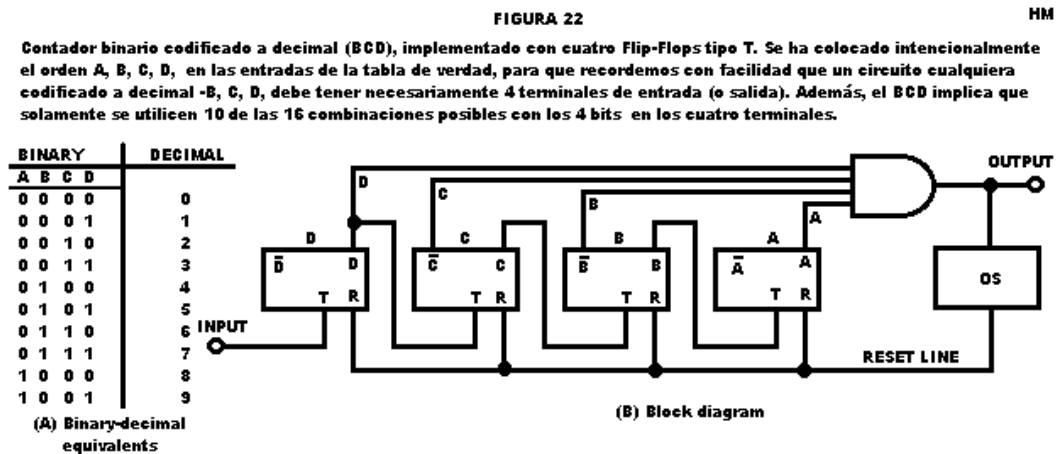 FIGURA 22
HM
Contador binario codificado a decimal (BCD), implementado con cuatro Flip-Flops tipo T. Se ha colocado intencionalmente
el orden A, B, C, D, en las entradas de la tabla de verdad, para que recordemos con facilidad que un circuito cualquiera
codificado a decimal -B, C, D, debe tener necesariamente 4 terminales de entrada (o salida). Además, el BCD implica que
solamente se utilicen 10 de las 16 combinaciones posibles con los 4 bits en los cuatro terminales.
BINARY DECIMAL
A B C D
0 0 0 0 0
0 0 0 1 1
0 0 1 0 2
0 0 1 1 3
0 1 0 0 4
0 1 0 1 5
0 1 1 0 6
0 1 1 1 7
1 0 0 0 8
1 0 0 1 9
(A) Binary-decimal
equivalents
OUTPUT
D
C
B
A
D C B A
D̅ D C̅ C B̅ B A̅ A
OS
T R T R T R T R
INPUT
RESET LINE
(B) Block diagram